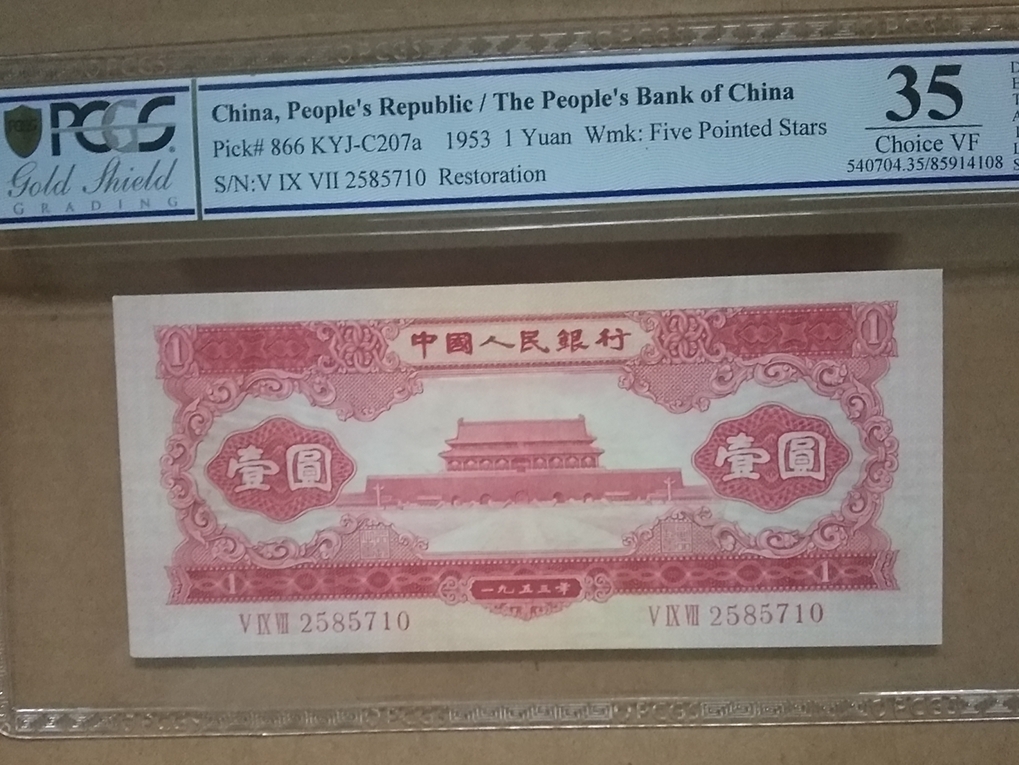 PCGS
Gold Shield
GRADING
China, People's Republic / The People's Bank of China
Pick# 866 KYJ-C207a 1953 1 Yuan Wmk: Five Pointed Stars
S/N:V IX VII 2585710 Restoration
35
Choice VF
540704.35/85914108
DETAILS
1
中國人民銀行
1
壹圓
壹圓
1
一九五三年
1
V IX VII 2585710
V IX VII 2585710